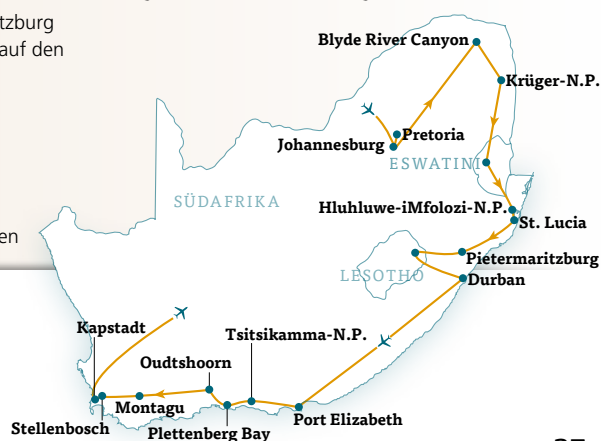 tzburg
auf den
en
Blyde River Canyon
Krüger-N.P.
Pretoria
Johannesburg
ESWATINI
SÜDAFRIKA
Hluhluwe-iMfolozi-N.P.
St. Lucia
Pietermaritzburg
LESOTHO
Durban
Kapstadt
Tsitsikamma-N.P.
Oudtshoorn
Montagu
Port Elizabeth
Stellenbosch
Plettenberg Bay